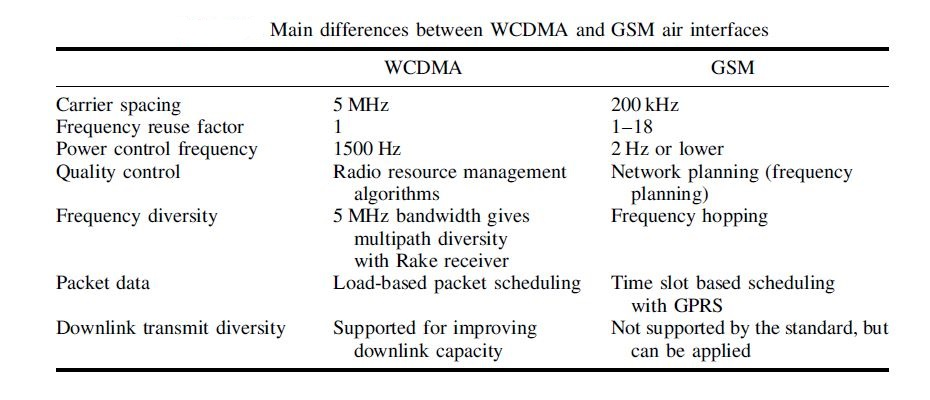 Main differences between WCDMA and GSM air interfaces
WCDMA GSM
Carrier spacing 5 MHz 200 kHz
Frequency reuse factor 1 1–18
Power control frequency 1500 Hz 2 Hz or lower
Quality control Radio resource management Network planning (frequency
algorithms planning)
Frequency diversity 5 MHz bandwidth gives Frequency hopping
multipath diversity
with Rake receiver
Packet data Load-based packet scheduling Time slot based scheduling
with GPRS
Downlink transmit diversity Supported for improving Not supported by the standard, but
downlink capacity can be applied